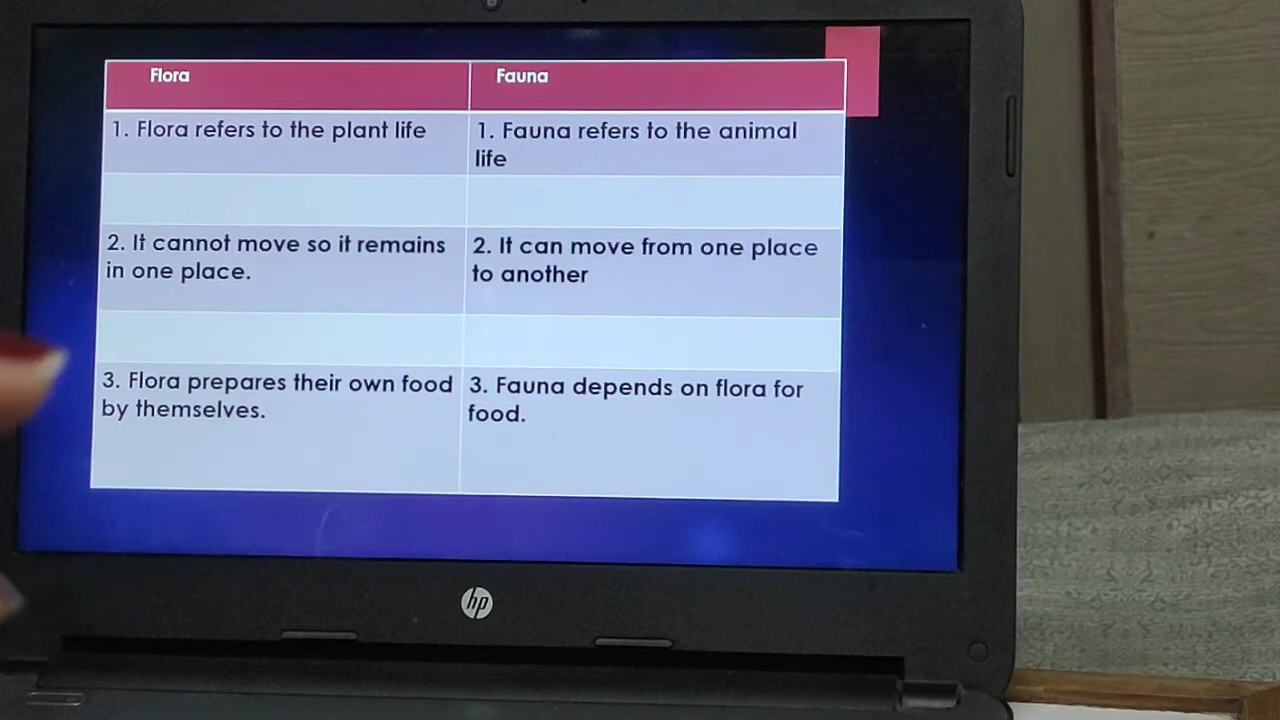 Flora
Fauna
1. Flora refers to the plant life
1. Fauna refers to the animal
life
2. It cannot move so it remains
in one place.
2. It can move from one place
to another
3. Flora prepares their own food
by themselves.
3. Fauna depends on flora for
food.
hp